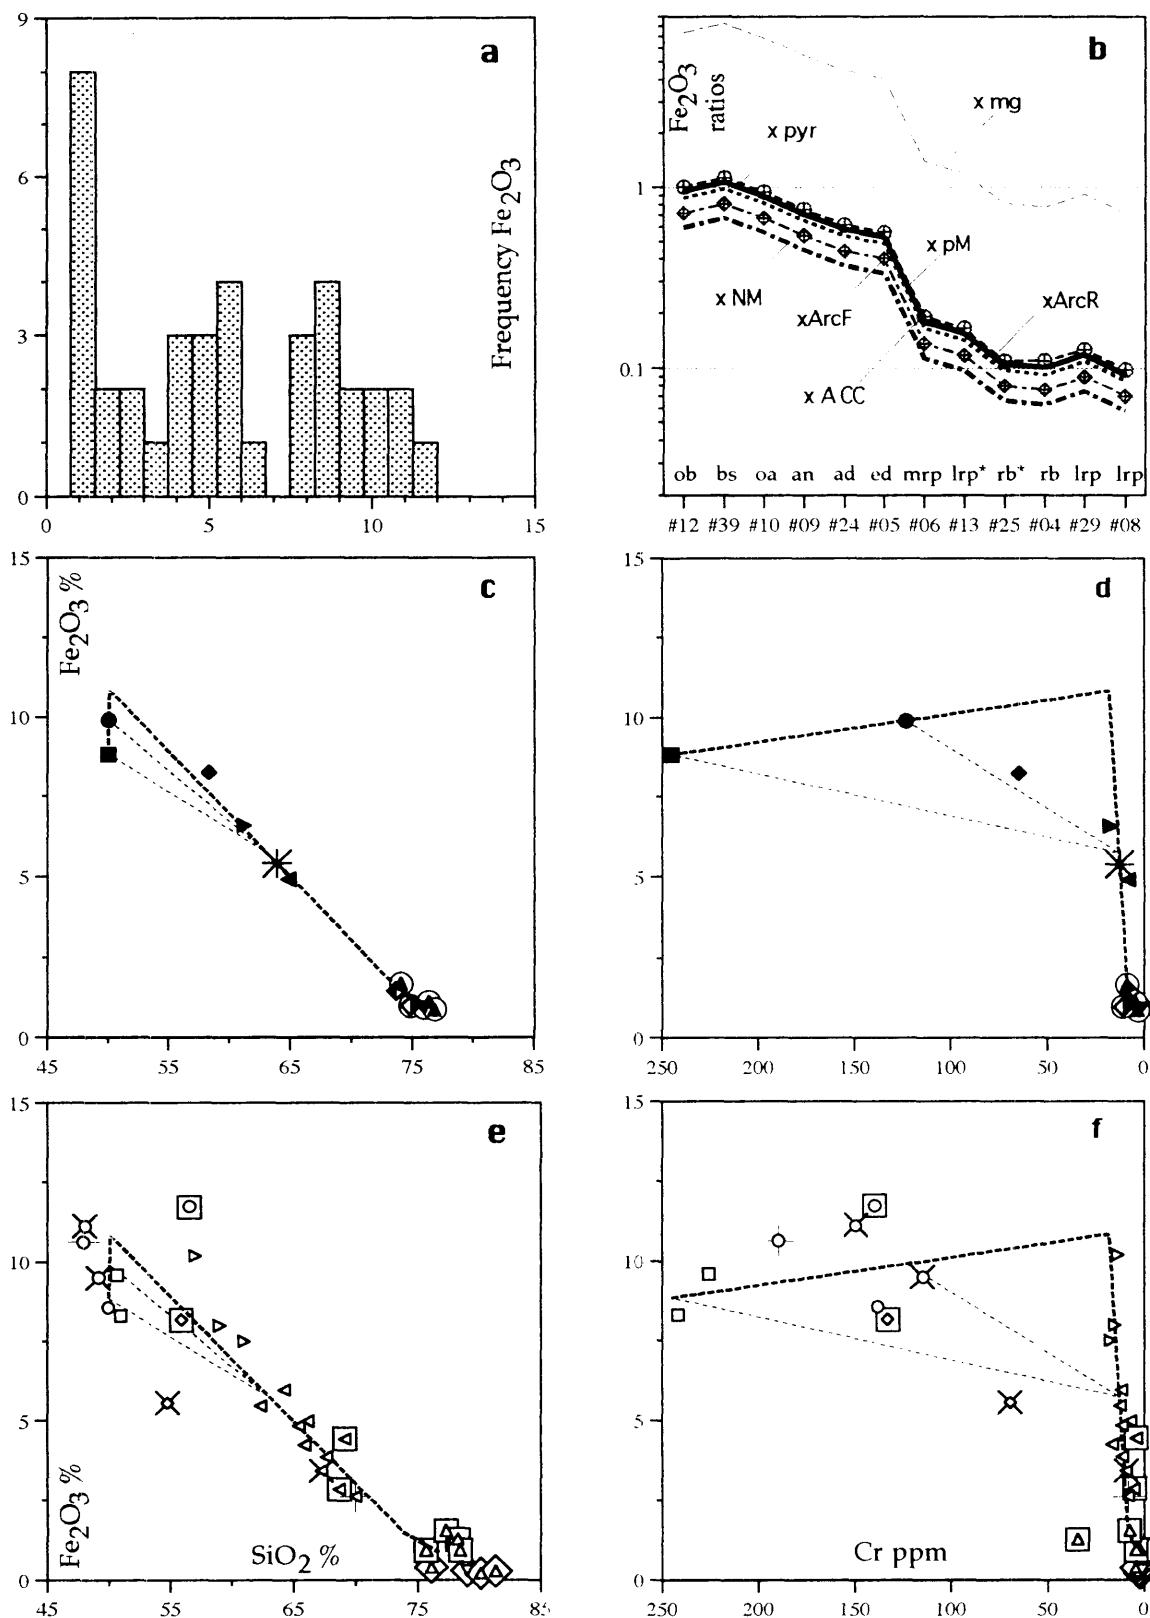 a
9
6
3
0
Frequency Fe2O3
0 5 10 15
b
Fe2O3
ratios
x mg
x pyr
1
x pM
x NM
xArcF
xArcR
0.1
x ACC
ob bs oa an ad ed mrp lrp* rb* rb lrp lrp
#12 #39 #10 #09 #24 #05 #06 #13 #25 #04 #29 #08
c
15
Fe2O3 %
10
5
0
45 55 65 75 85
d
15
10
5
0
250 200 150 100 50 0
e
15
10
5
Fe2O3 %
SiO2 %
0
45 55 65 75
f
15
10
5
Cr ppm
0
250 200 150 100 50 0